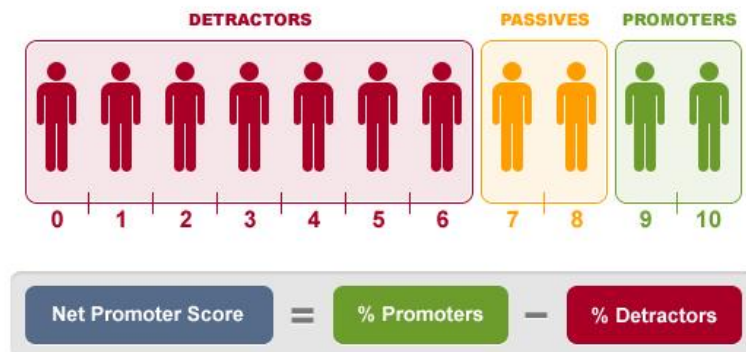 DETRACTORS PASSIVES PROMOTERS
0 1 2 3 4 5 6 7 8 9 10
Net Promoter Score = % Promoters − % Detractors